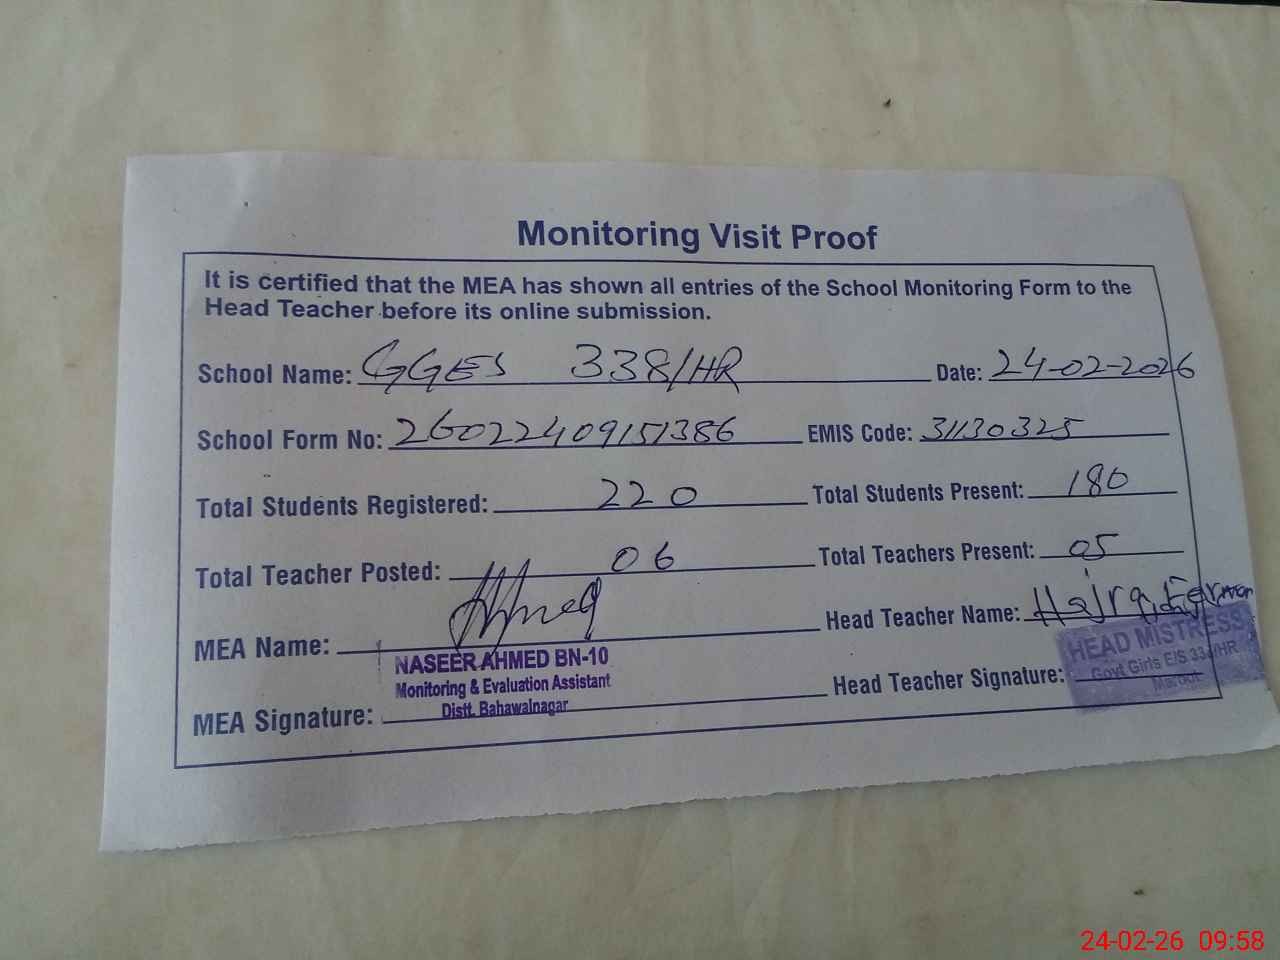 Monitoring Visit Proof
It is certified that the MEA has shown all entries of the School Monitoring Form to the
Head Teacher before its online submission.
School Name: GGES 338/HR Date: 24-02-2026
School Form No: 26022409151386 EMIS Code: 31130325
Total Students Registered: 220 Total Students Present: 180
Total Teacher Posted: 06 Total Teachers Present: 05
MEA Name: Head Teacher Name: Hajra
NASEER AHMED BN-10
Monitoring & Evaluation Assistant
Distt. Bahawalnagar
MEA Signature: Head Teacher Signature:
HEAD MISTRESS
Govt Girls E/S 338/HR
Marout
24-02-26 09:58